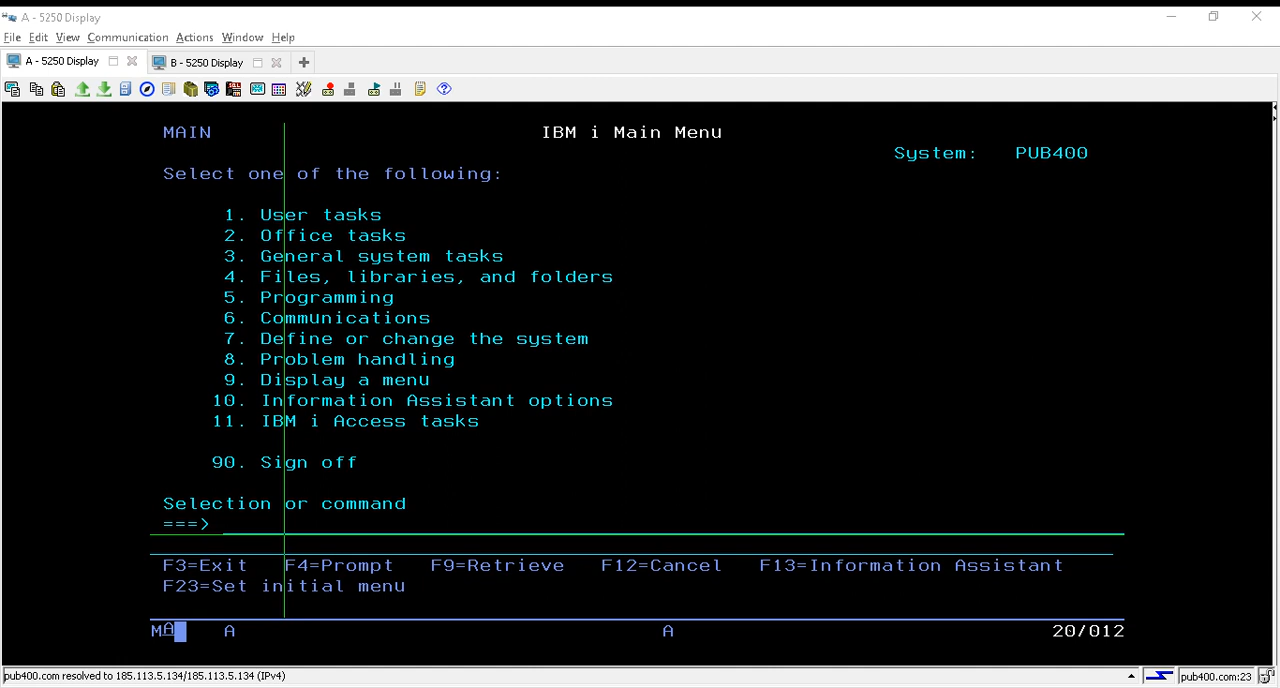 A - 5250 Display
File Edit View Communication Actions Window Help
A - 5250 Display B - 5250 Display
MAIN IBM i Main Menu
System: PUB400
Select one of the following:
1. User tasks
2. Office tasks
3. General system tasks
4. Files, libraries, and folders
5. Programming
6. Communications
7. Define or change the system
8. Problem handling
9. Display a menu
10. Information Assistant options
11. IBM i Access tasks
90. Sign off
Selection or command
===>
F3=Exit F4=Prompt F9=Retrieve F12=Cancel F13=Information Assistant
F23=Set initial menu
MA A A 20/012
pub400.com resolved to 185.113.5.134/185.113.5.134 (IPv4) pub400.com:23